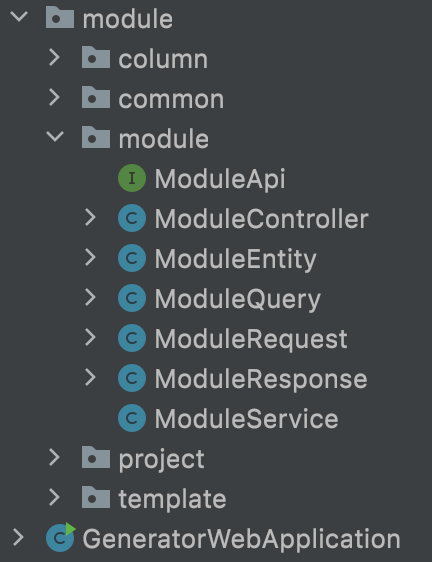 module
column
common
module
I ModuleApi
C ModuleController
C ModuleEntity
C ModuleQuery
C ModuleRequest
C ModuleResponse
C ModuleService
project
template
C GeneratorWebApplication